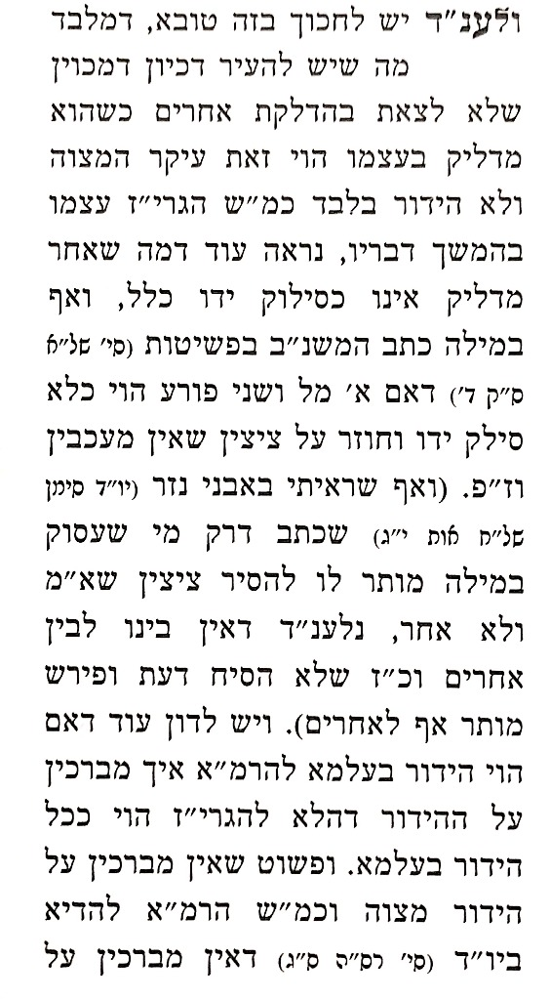 ולענ״ד יש לחכוך בזה טובא, דמלבד
מה שיש להעיר דכיון דמכוין
שלא לצאת בהדלקת אחרים כשהוא
מדליק בעצמו הוי זאת עיקר המצוה
ולא הידור בלבד כמ״ש הגרי״ז עצמו
בהמשך דבריו, נראה עוד דמה שאחר
מדליק אינו כסילוק ידו כלל, ואף
במילה כתב המשנ״ב בפשיטות (סי׳ של״א
ס״ק ד׳) דאם א׳ מל ושני פורע הוי כלא
סילק ידו וחוזר על ציצין שאין מעכבין
וז״פ. (ואף שראיתי באבני נזר (יו״ד סימן
של״ח אות י״ג) שכתב דרק מי שעסוק
במילה מותר לו להסיר ציצין שא״מ
ולא אחר, נלענ״ד דאין בינו לבין
אחרים וכ״ז שלא הסיח דעת ופירש
מותר אף לאחרים). ויש לדון עוד דאם
הוי הידור בעלמא להרמ״א איך מברכין
על ההידור דהלא להגרי״ז הוי ככל
הידור בעלמא. ופשוט שאין מברכין על
הידור מצוה וכמ״ש הרמ״א להדיא
ביו״ד (סי׳ רס״ה ס״ג) דאין מברכין על